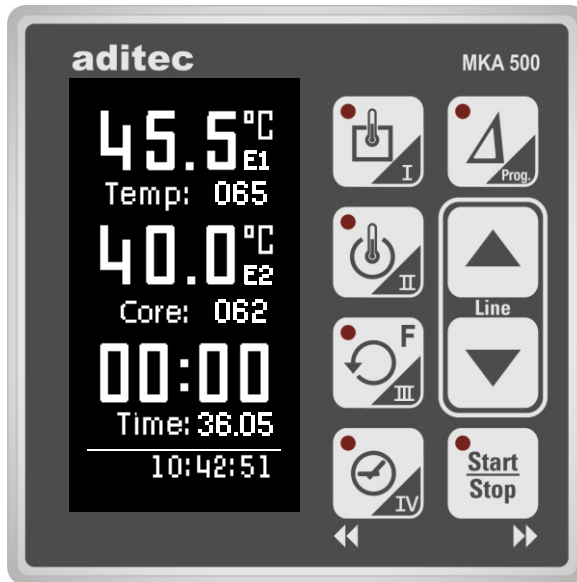 aditec
MKA 500
45.5°C
E1
Temp: 065
40.0°C
E2
Core: 062
00:00
Time: 36.05
10:42:51
I
Prog.
II
Line
F
III
IV
Start
Stop